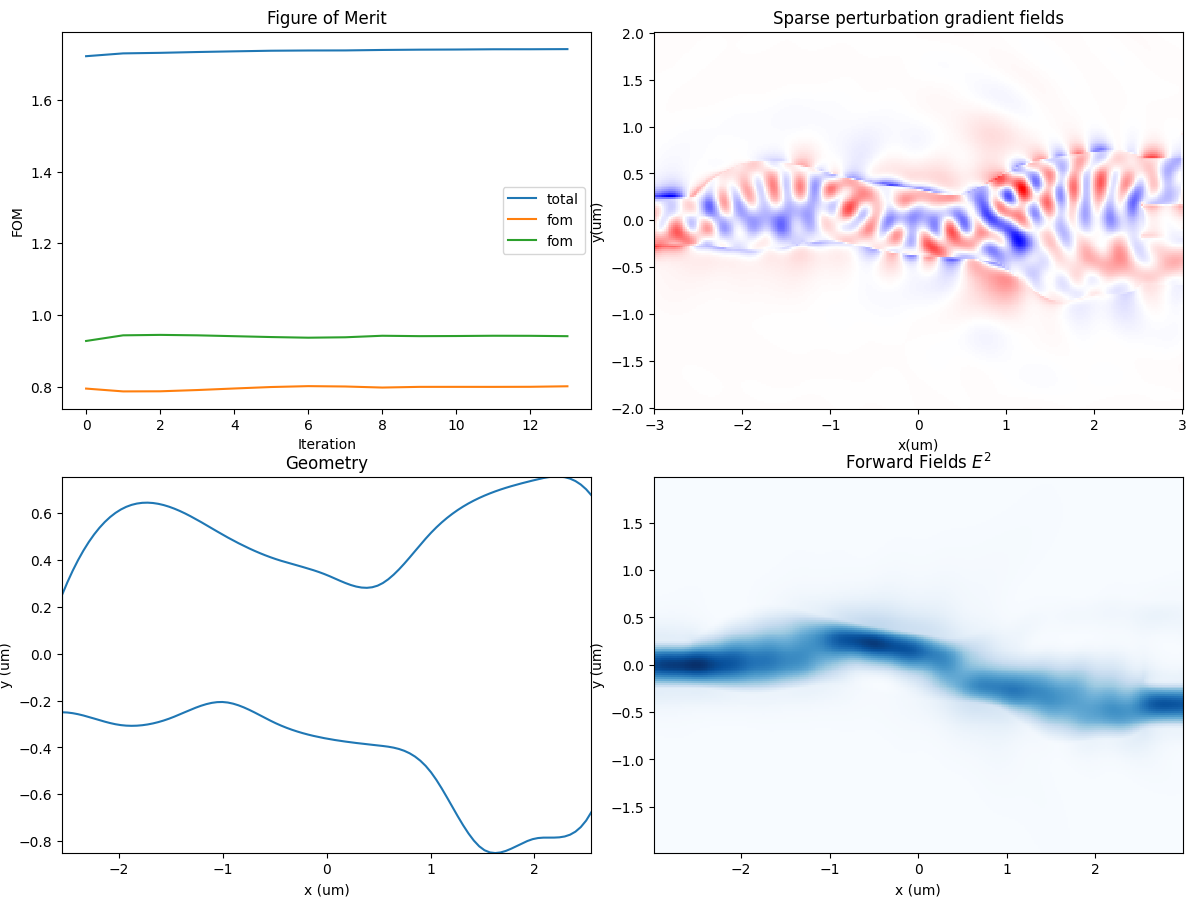 Figure of Merit
FOM
1.6
1.4
1.2
1.0
0.8
total
fom
fom
0 2 4 6 8 10 12
Iteration
Sparse perturbation gradient fields
y(um)
2.0
1.5
1.0
0.5
0.0
−0.5
−1.0
−1.5
−2.0
−3 −2 −1 0 1 2 3
x(um)
Geometry
y (um)
0.6
0.4
0.2
0.0
−0.2
−0.4
−0.6
−0.8
−2 −1 0 1 2
x (um)
Forward Fields E²
y (um)
1.5
1.0
0.5
0.0
−0.5
−1.0
−1.5
−2 −1 0 1 2
x (um)